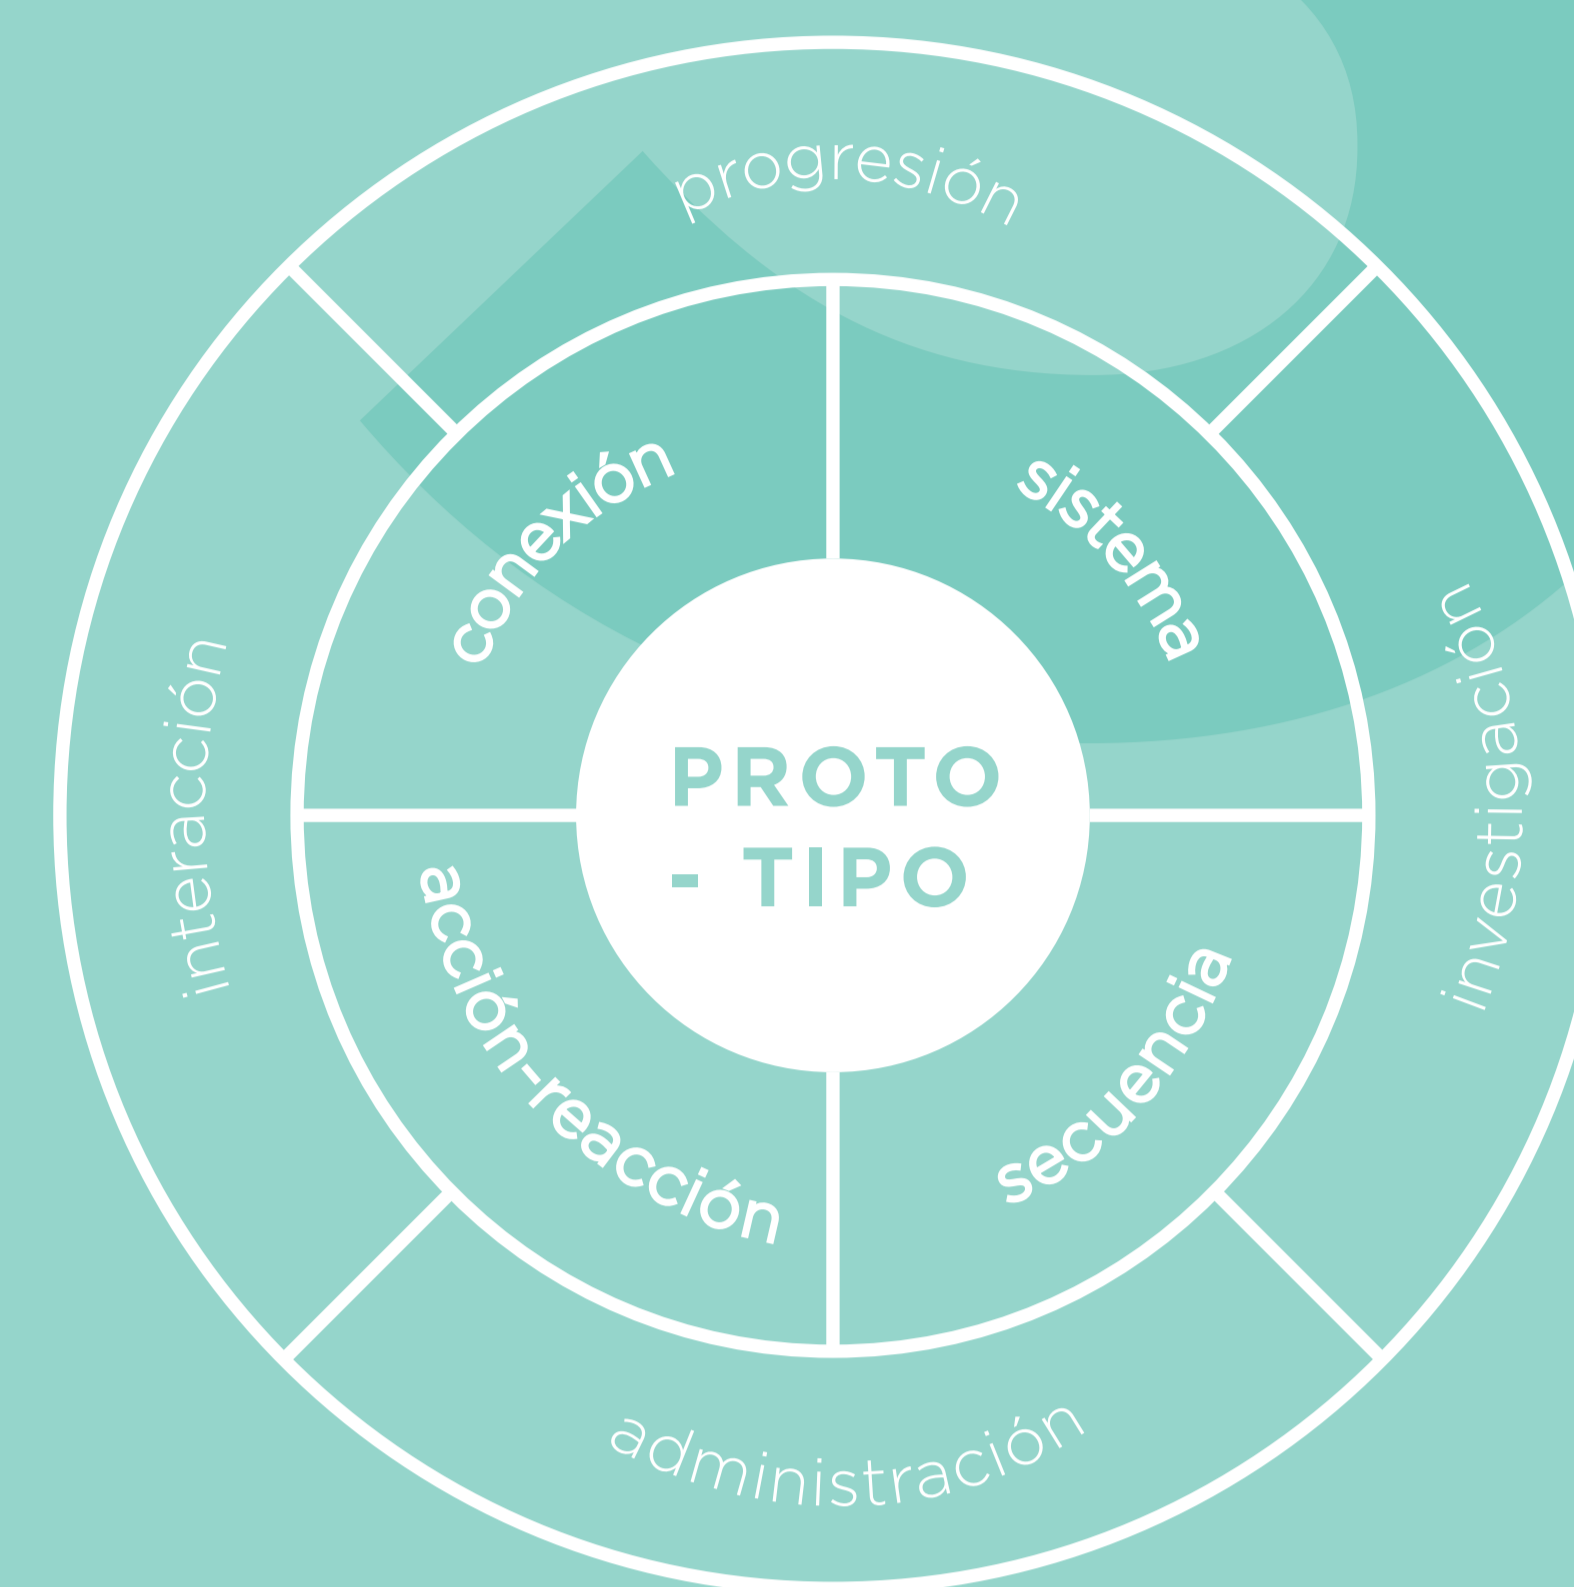 progresión
conexión
sistema
interacción
PROTO
- TIPO
investigación
acción-reacción
secuencia
administración